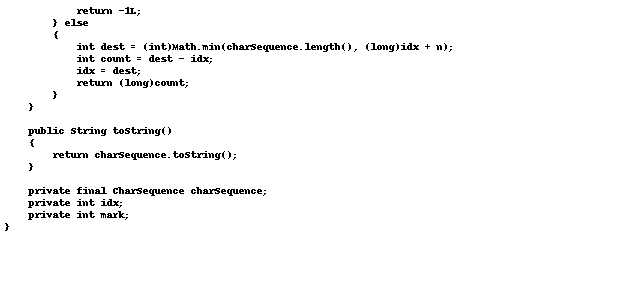 return -1L;
        } else
        {
            int dest = (int)Math.min(charSequence.length(), (long)idx + n);
            int count = dest - idx;
            idx = dest;
            return (long)count;
        }
    }

    public String toString()
    {
        return charSequence.toString();
    }

    private final CharSequence charSequence;
    private int idx;
    private int mark;
}